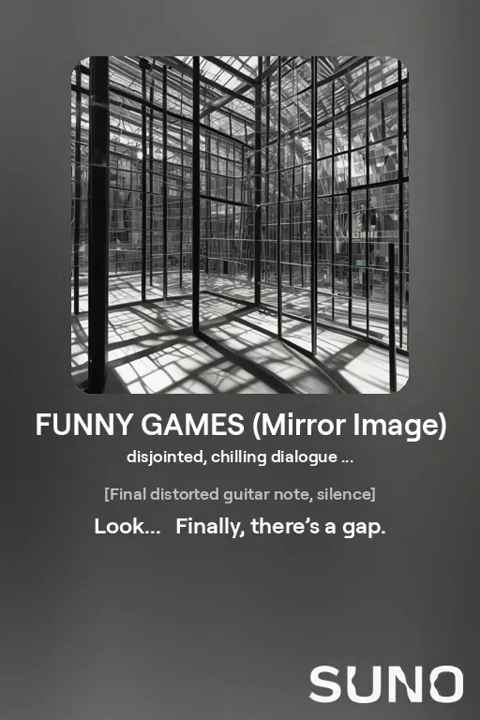 FUNNY GAMES (Mirror Image)
disjointed, chilling dialogue ...
[Final distorted guitar note, silence]
Look... Finally, there's a gap.
SUNO